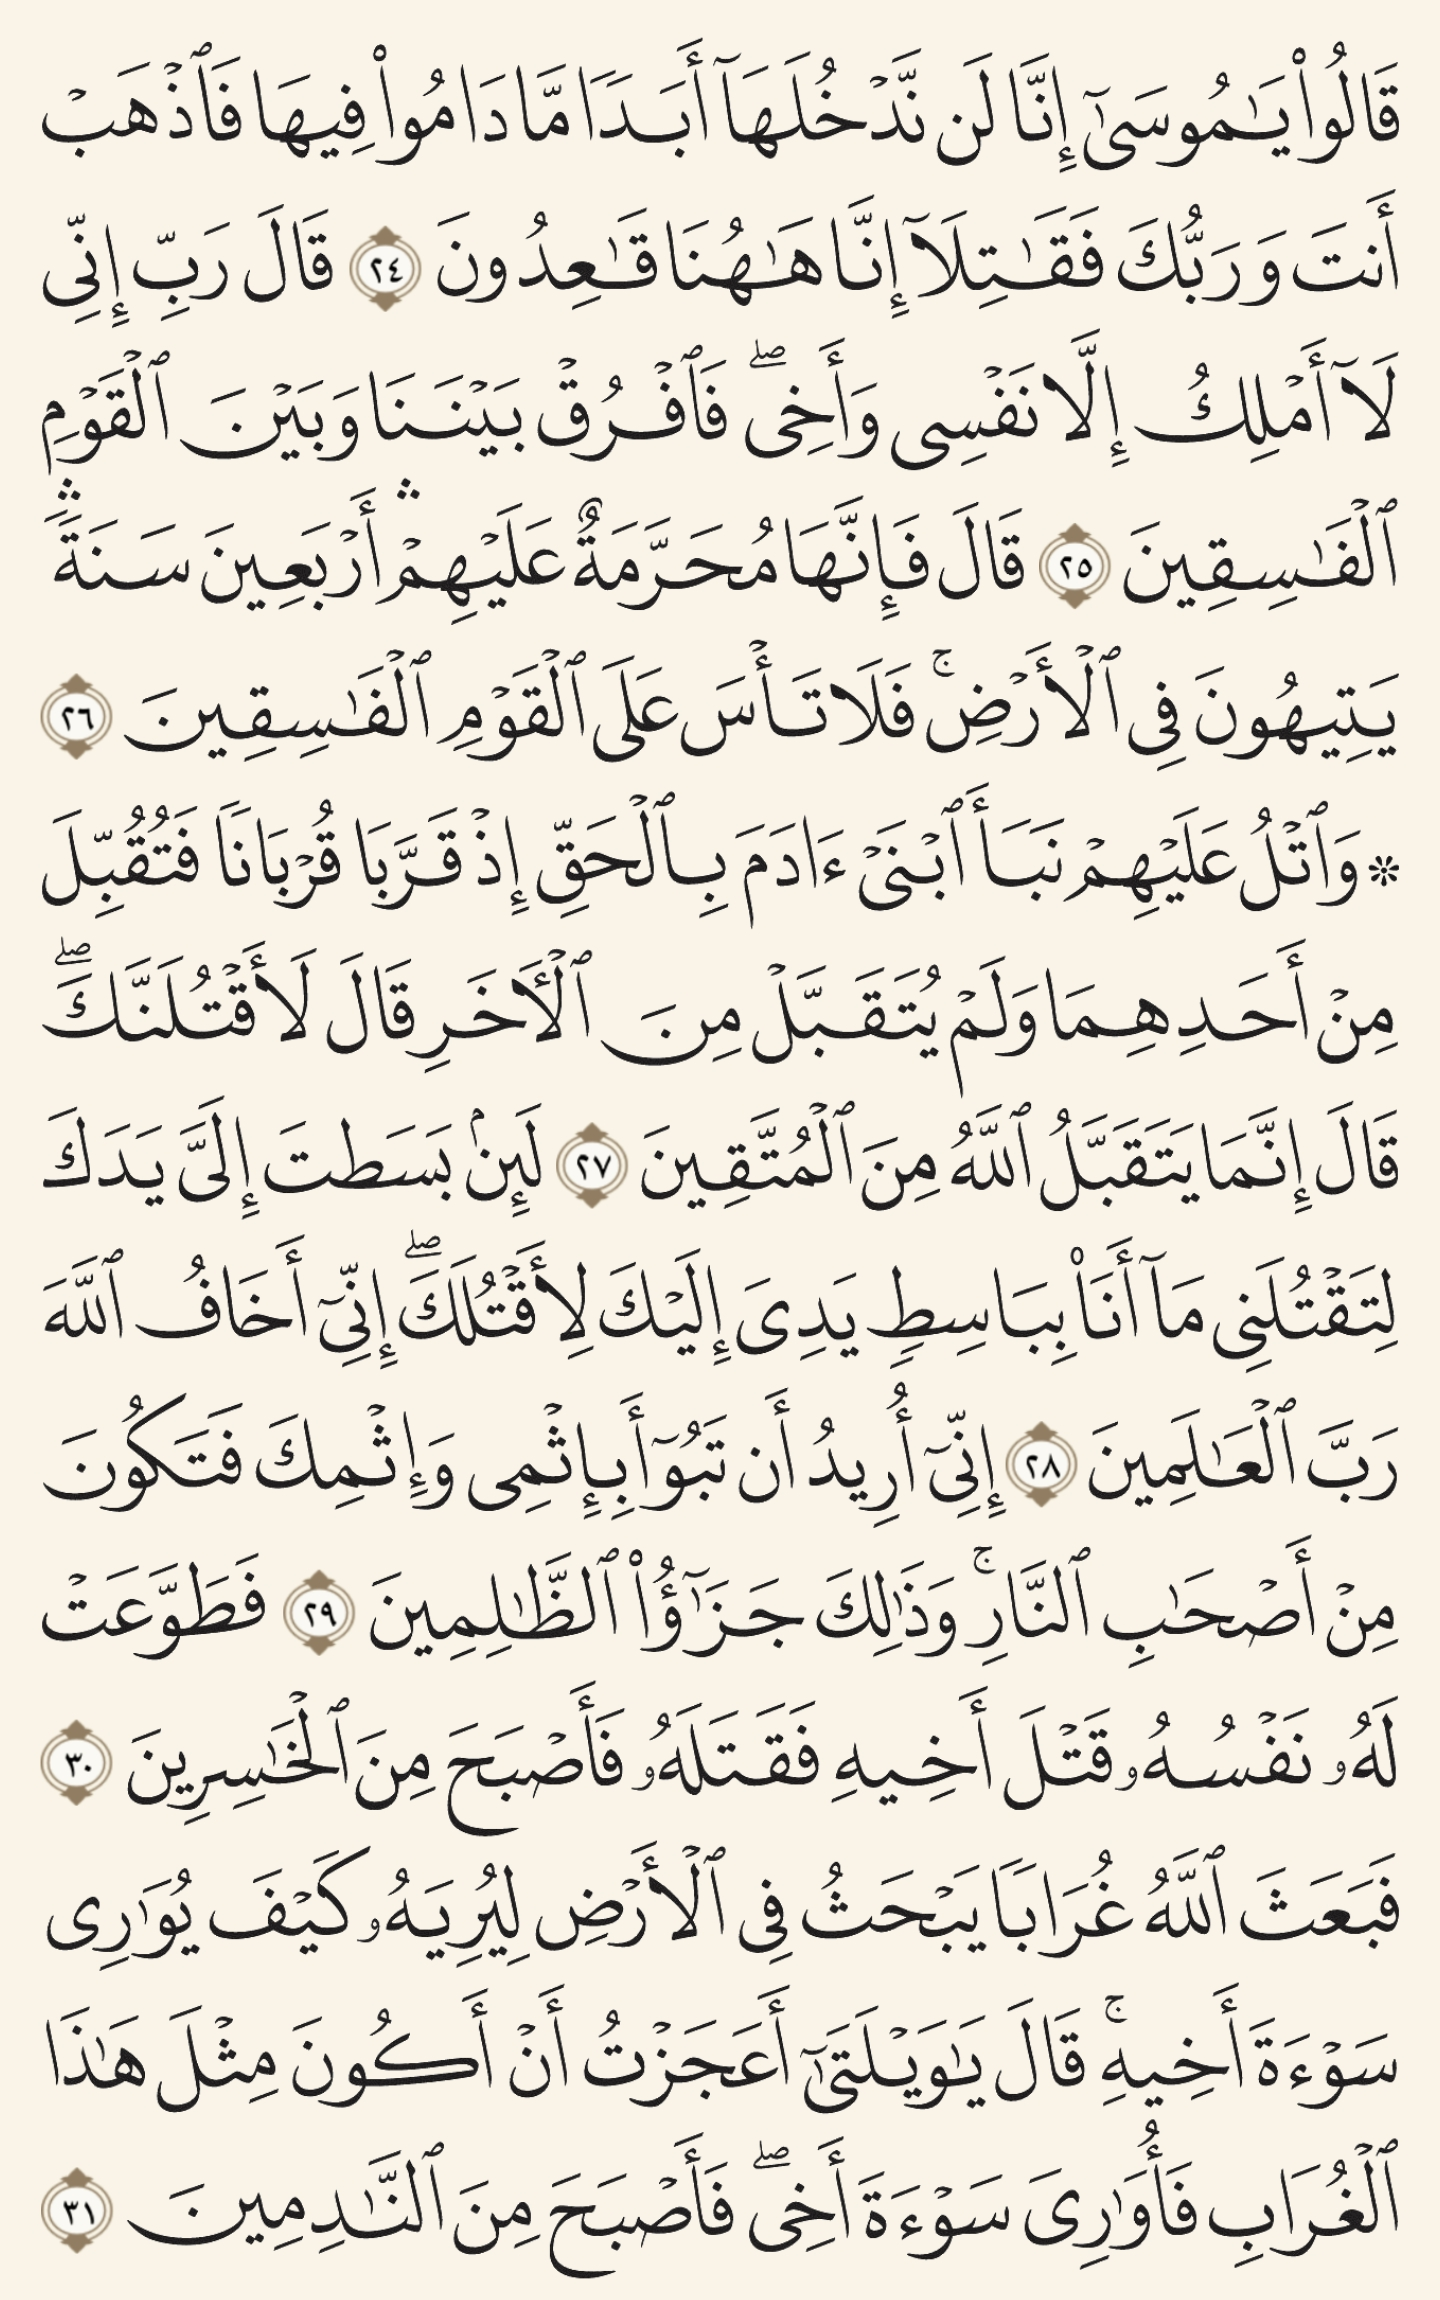 قَالُوا۟ يَـٰمُوسَىٰٓ إِنَّا لَن نَّدْخُلَهَآ أَبَدًا مَّا دَامُوا۟ فِيهَا فَٱذْهَبْ
أَنتَ وَرَبُّكَ فَقَـٰتِلَآ إِنَّا هَـٰهُنَا قَـٰعِدُونَ ٢٤ قَالَ رَبِّ إِنِّى
لَآ أَمْلِكُ إِلَّا نَفْسِى وَأَخِى ۖ فَٱفْرُقْ بَيْنَنَا وَبَيْنَ ٱلْقَوْمِ
ٱلْفَـٰسِقِينَ ٢٥ قَالَ فَإِنَّهَا مُحَرَّمَةٌ عَلَيْهِمْ ۛ أَرْبَعِينَ سَنَةً ۛ
يَتِيهُونَ فِى ٱلْأَرْضِ ۚ فَلَا تَأْسَ عَلَى ٱلْقَوْمِ ٱلْفَـٰسِقِينَ ٢٦
۞ وَٱتْلُ عَلَيْهِمْ نَبَأَ ٱبْنَىْ ءَادَمَ بِٱلْحَقِّ إِذْ قَرَّبَا قُرْبَانًا فَتُقُبِّلَ
مِنْ أَحَدِهِمَا وَلَمْ يُتَقَبَّلْ مِنَ ٱلْـَٔاخَرِ قَالَ لَأَقْتُلَنَّكَ ۖ
قَالَ إِنَّمَا يَتَقَبَّلُ ٱللَّهُ مِنَ ٱلْمُتَّقِينَ ٢٧ لَئِنۢ بَسَطتَ إِلَىَّ يَدَكَ
لِتَقْتُلَنِى مَآ أَنَا۠ بِبَاسِطٍ يَدِىَ إِلَيْكَ لِأَقْتُلَكَ ۖ إِنِّىٓ أَخَافُ ٱللَّهَ
رَبَّ ٱلْعَـٰلَمِينَ ٢٨ إِنِّىٓ أُرِيدُ أَن تَبُوٓأَ بِإِثْمِى وَإِثْمِكَ فَتَكُونَ
مِنْ أَصْحَـٰبِ ٱلنَّارِ ۚ وَذَٰلِكَ جَزَٰٓؤُا۟ ٱلظَّـٰلِمِينَ ٢٩ فَطَوَّعَتْ
لَهُۥ نَفْسُهُۥ قَتْلَ أَخِيهِ فَقَتَلَهُۥ فَأَصْبَحَ مِنَ ٱلْخَـٰسِرِينَ ٣٠
فَبَعَثَ ٱللَّهُ غُرَابًا يَبْحَثُ فِى ٱلْأَرْضِ لِيُرِيَهُۥ كَيْفَ يُوَٰرِى
سَوْءَةَ أَخِيهِ ۚ قَالَ يَـٰوَيْلَتَىٰٓ أَعَجَزْتُ أَنْ أَكُونَ مِثْلَ هَـٰذَا
ٱلْغُرَابِ فَأُوَٰرِىَ سَوْءَةَ أَخِى ۖ فَأَصْبَحَ مِنَ ٱلنَّـٰدِمِينَ ٣١